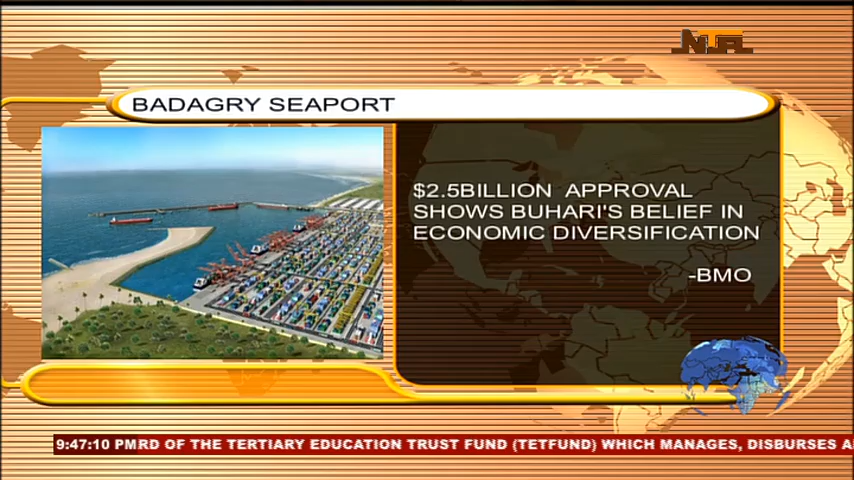 NTA
BADAGRY SEAPORT
$2.5BILLION APPROVAL
SHOWS BUHARI'S BELIEF IN
ECONOMIC DIVERSIFICATION
-BMO
9:47:10 PMRD OF THE TERTIARY EDUCATION TRUST FUND (TETFUND) WHICH MANAGES, DISBURSES A